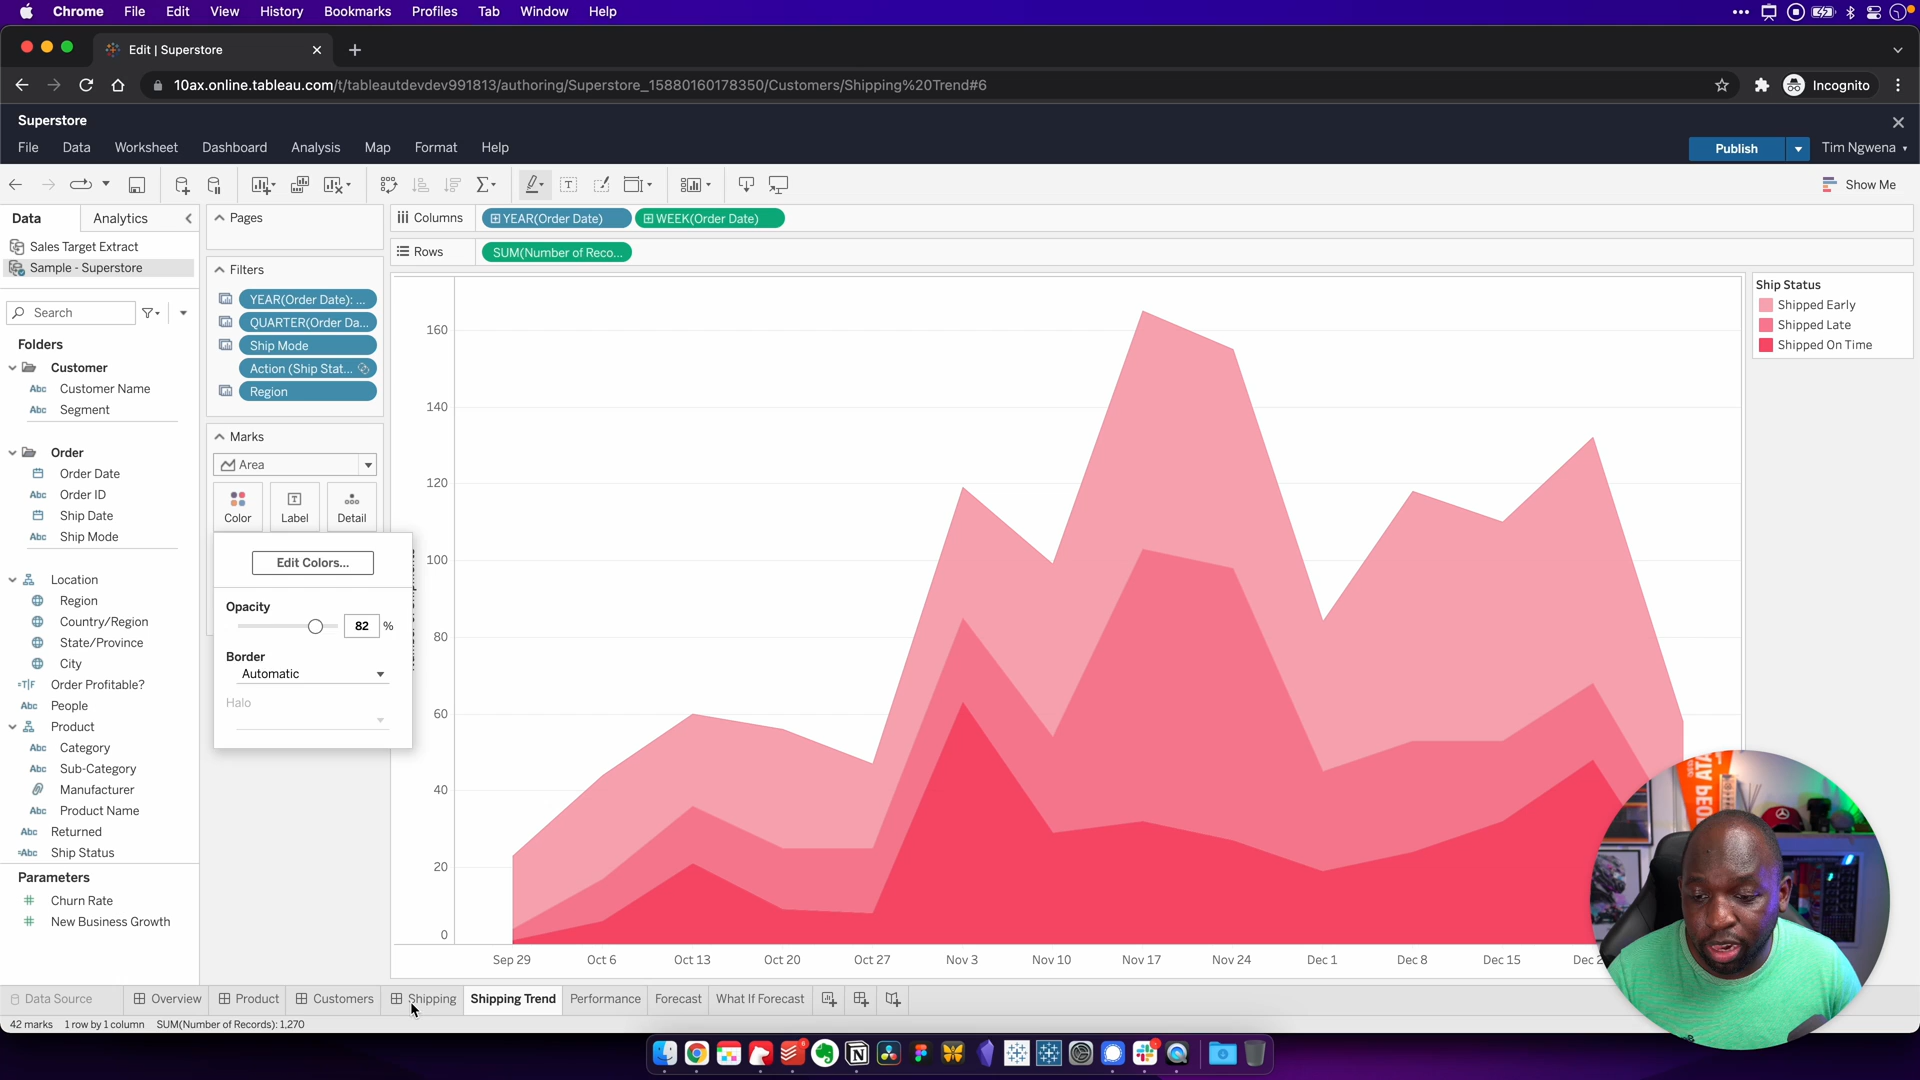 Chrome File Edit View History Bookmarks Profiles Tab Window Help
Edit | Superstore
10ax.online.tableau.com/t/tableautdevdev991813/authoring/Superstore_15880160178350/Customers/Shipping%20Trend#6
Incognito
Superstore
File Data Worksheet Dashboard Analysis Map Format Help
Publish
Tim Ngwena
Show Me
Data Analytics
Sales Target Extract
Sample - Superstore
Search
Folders
Customer
Abc Customer Name
Abc Segment
Order
Order Date
Abc Order ID
Ship Date
Abc Ship Mode
Location
Region
Country/Region
State/Province
City
=T|F Order Profitable?
Abc People
Product
Abc Category
Abc Sub-Category
Manufacturer
Abc Product Name
Abc Returned
=Abc Ship Status
Parameters
# Churn Rate
# New Business Growth
Pages
Filters
YEAR(Order Date): ...
QUARTER(Order Da...
Ship Mode
Action (Ship Stat...
Region
Marks
Area
Color Label Detail
Edit Colors...
Opacity
82 %
Border
Automatic
Halo
Columns YEAR(Order Date) WEEK(Order Date)
Rows SUM(Number of Reco...
160
140
120
100
80
60
40
20
0
Sep 29 Oct 6 Oct 13 Oct 20 Oct 27 Nov 3 Nov 10 Nov 17 Nov 24 Dec 1 Dec 8 Dec 15
Ship Status
Shipped Early
Shipped Late
Shipped On Time
Data Source Overview Product Customers Shipping Shipping Trend Performance Forecast What If Forecast
42 marks 1 row by 1 column SUM(Number of Records): 1,270